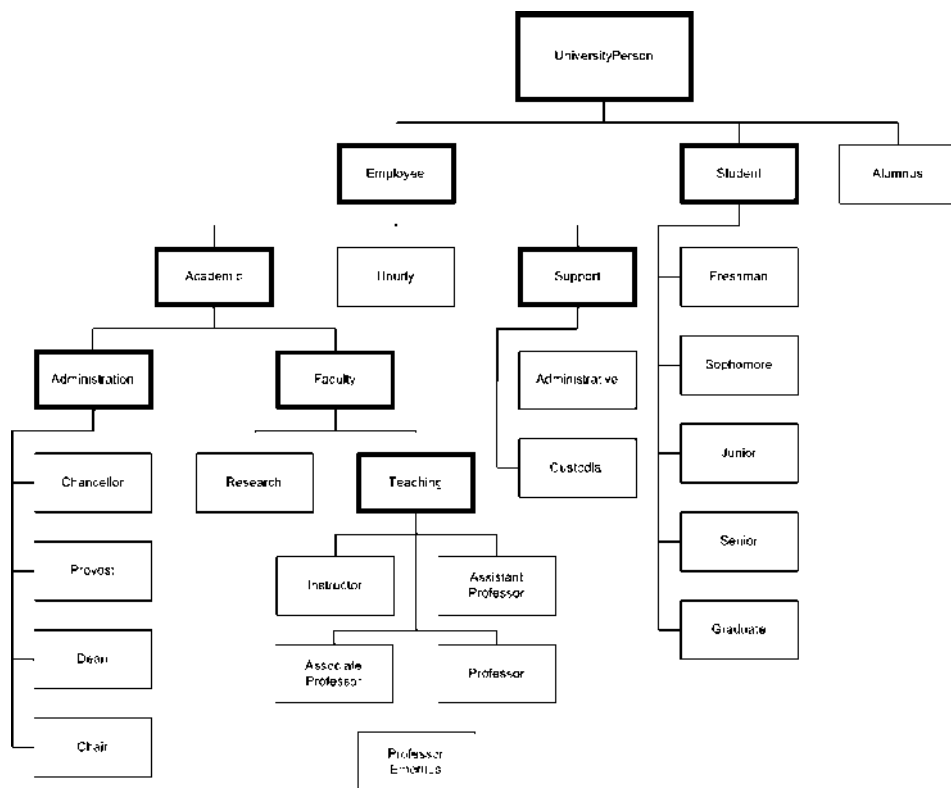 UniversityPerson
Employee
Student
Alumnus
Academic
Hourly
Support
Freshman
Administration
Faculty
Administrative
Sophomore
Chancellor
Research
Teaching
Custodia
Junior
Provost
Instructor
Assistant
Professor
Senior
Dean
Associate
Professor
Professor
Graduate
Chair
Professor
Emeritus